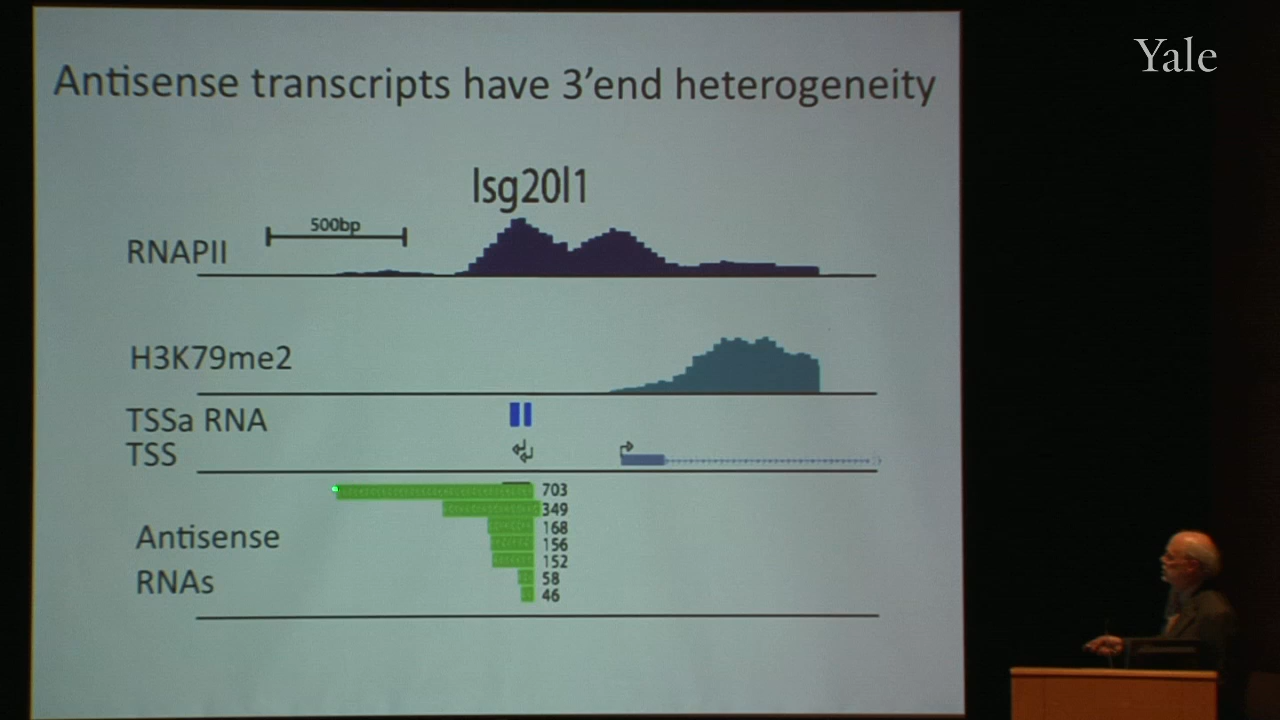 Yale
Antisense transcripts have 3'end heterogeneity
Isg20l1
500bp
RNAPII
H3K79me2
TSSa RNA
TSS
703
349
168
156
152
58
46
Antisense
RNAs